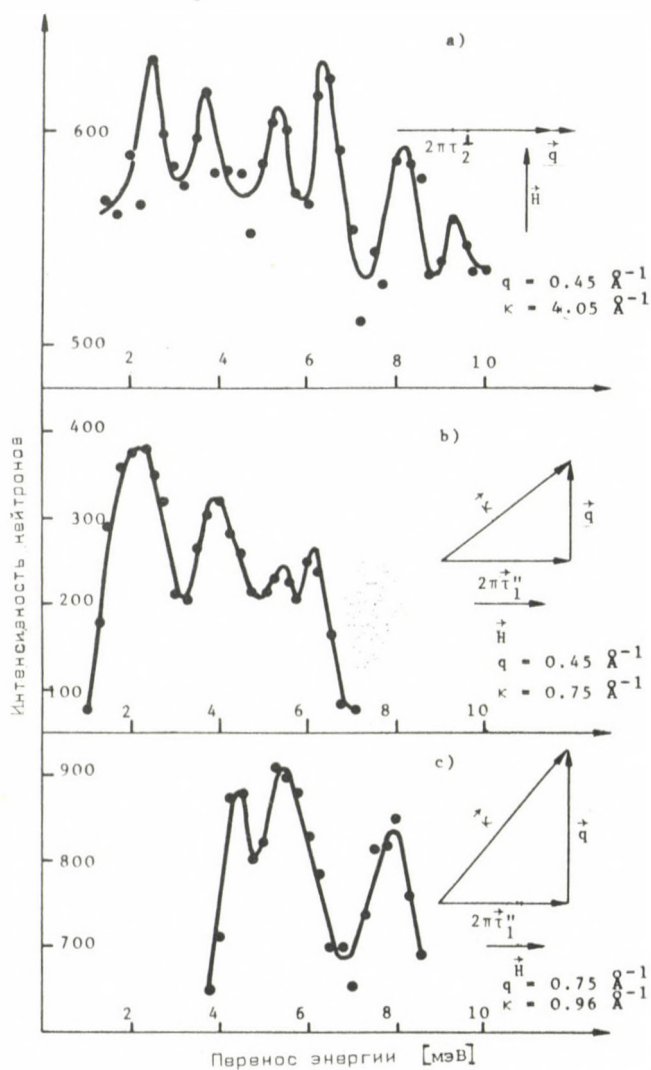 a)
600
2πτ⊥2
q
H
q = 0.45 Å-1
κ = 4.05 Å-1
500
2 4 6 8 10
400
b)
300
κ
q
2πτ"1
H
200
q = 0.45 Å-1
κ = 0.75 Å-1
100
2 4 6 8 10
900
c)
κ
q
800
2πτ"1
H
700
q = 0.75 Å-1
κ = 0.96 Å-1
2 4 6 8 10
Интенсивность нейтронов
Перенос энергии [мэВ]